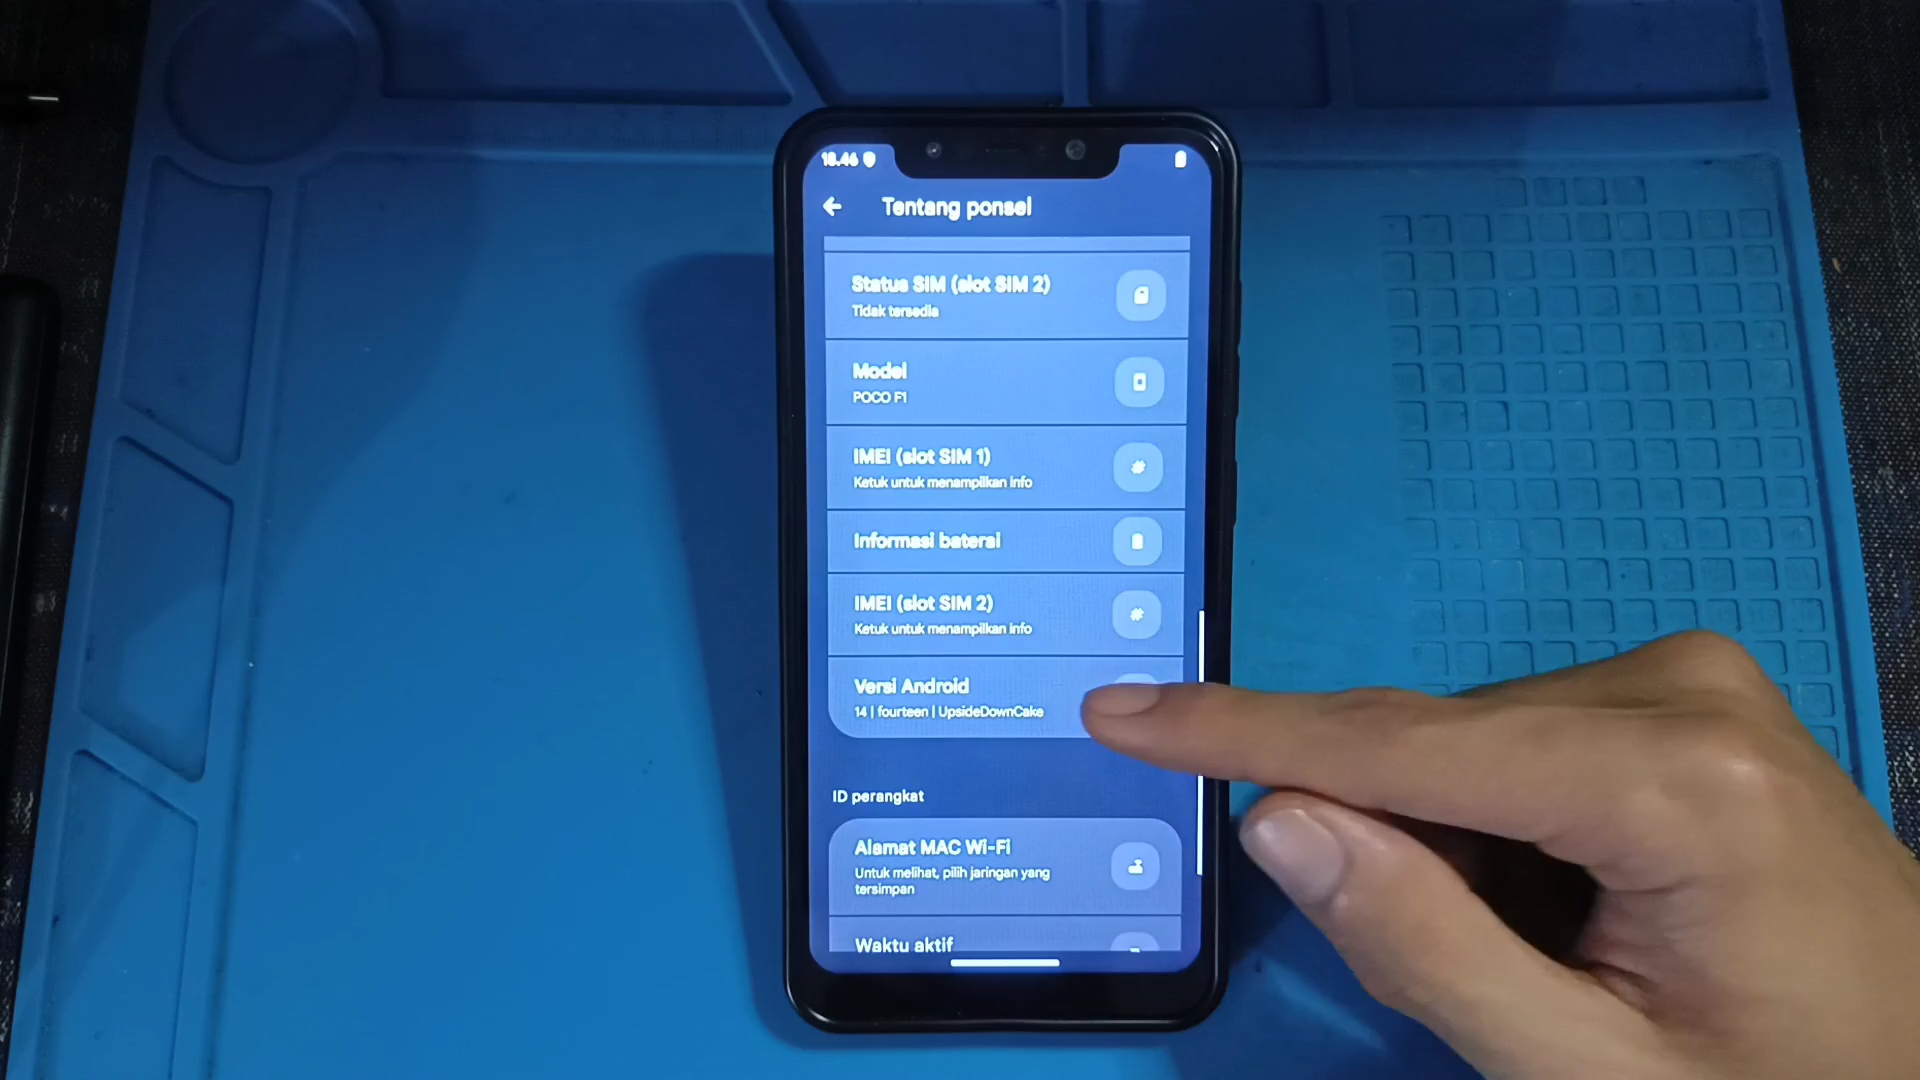 18.46
Tentang ponsel
Status SIM (slot SIM 2)
Tidak tersedia
Model
POCO F1
IMEI (slot SIM 1)
Ketuk untuk menampilkan info
Informasi baterai
IMEI (slot SIM 2)
Ketuk untuk menampilkan info
Versi Android
14 | fourteen | UpsideDownCake
ID perangkat
Alamat MAC Wi-Fi
Untuk melihat, pilih jaringan yang
tersimpan
Waktu aktif